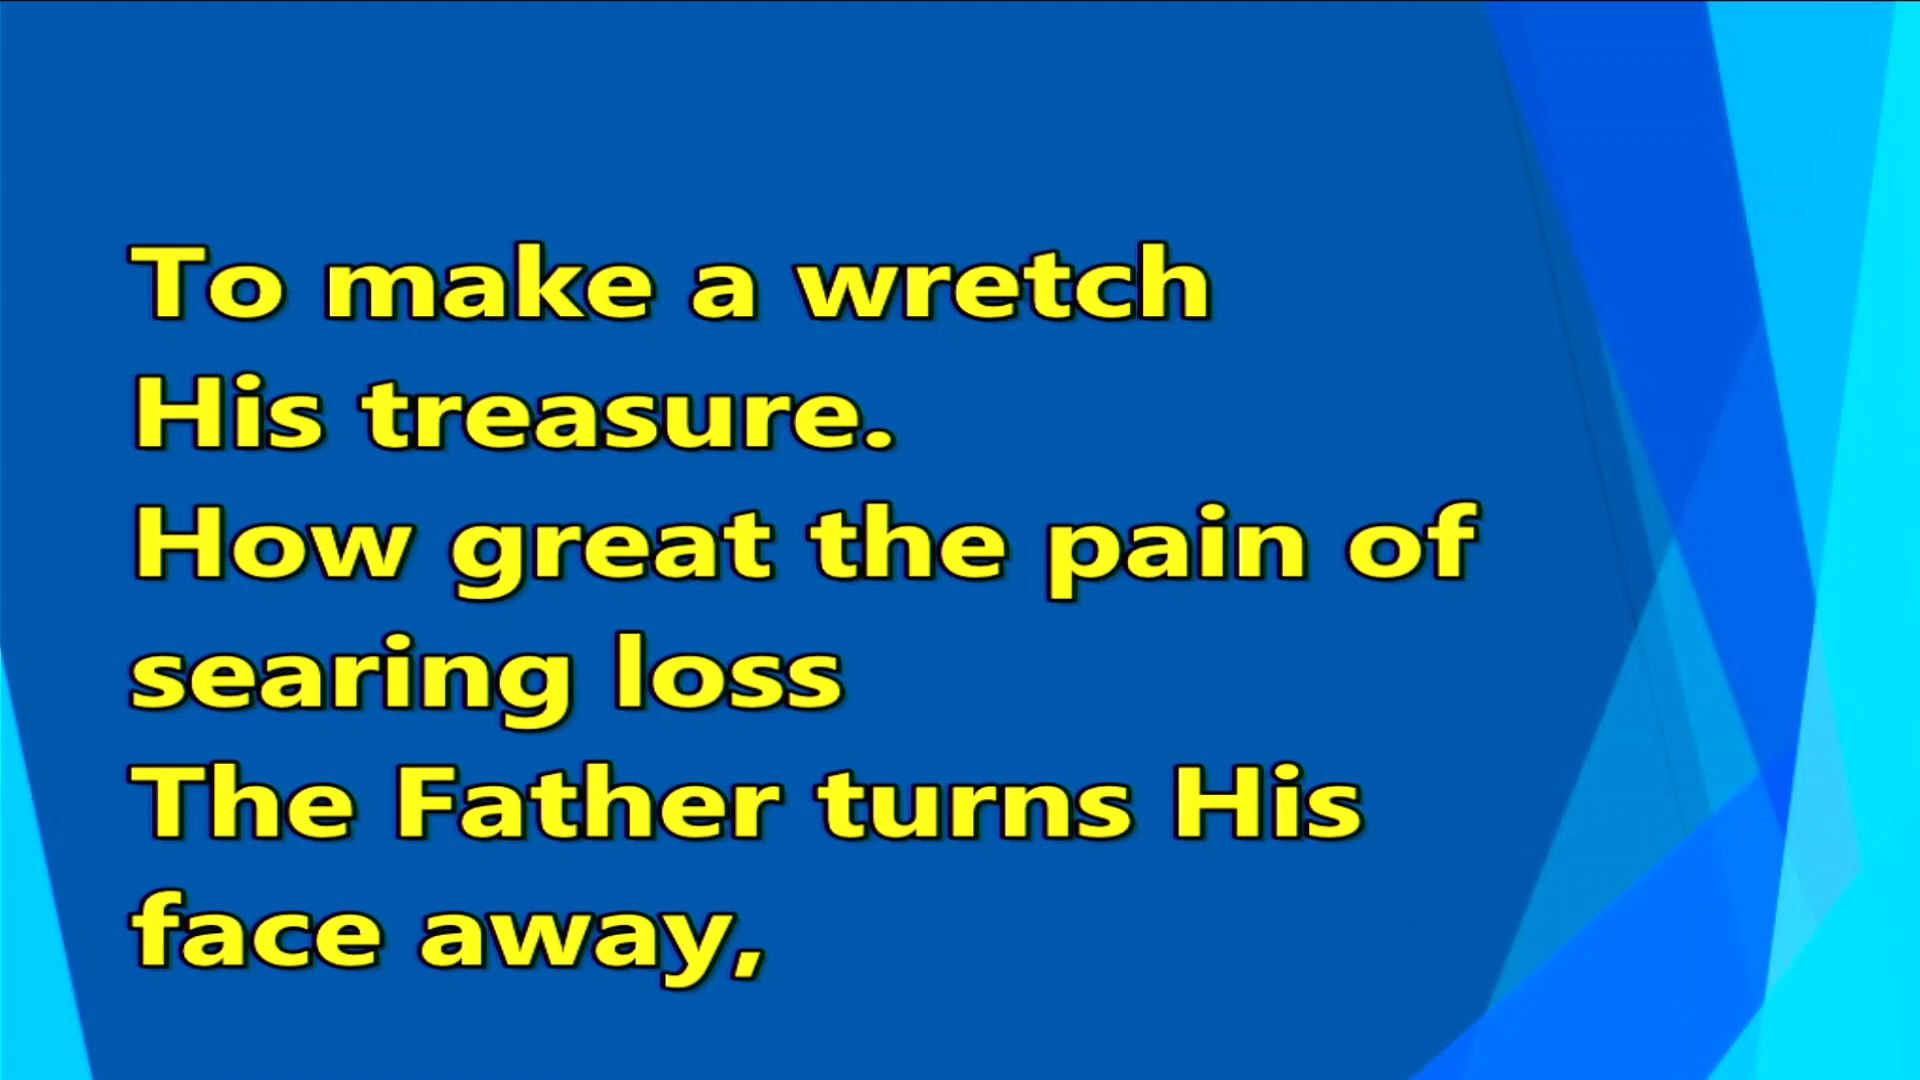 To make a wretch
His treasure.
How great the pain of
searing loss
The Father turns His
face away,